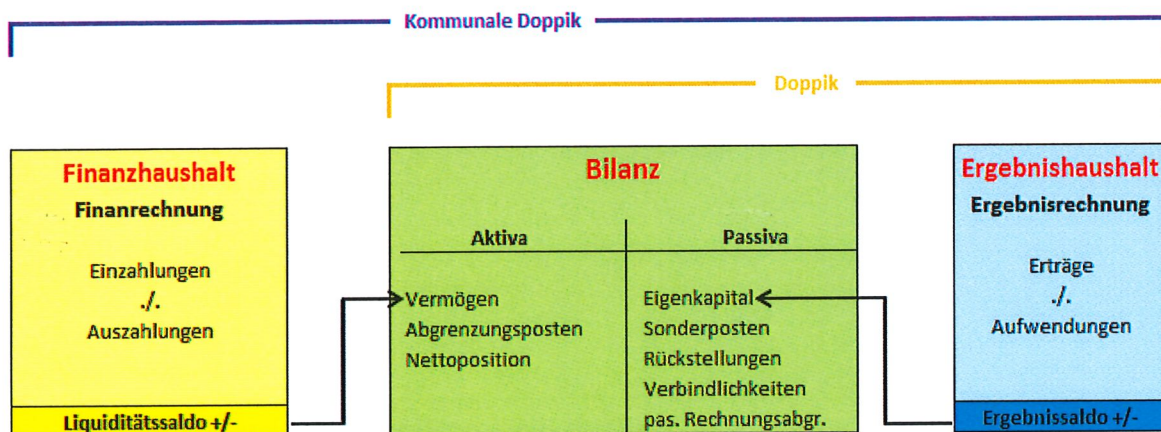 Kommunale Doppik
Doppik
Finanzhaushalt
Finanrechnung
Einzahlungen
./.
Auszahlungen
Liquiditätssaldo +/-
Bilanz
Aktiva
Passiva
Vermögen
Abgrenzungsposten
Nettoposition
Eigenkapital
Sonderposten
Rückstellungen
Verbindlichkeiten
pas. Rechnungsabgr.
Ergebnishaushalt
Ergebnisrechnung
Erträge
./.
Aufwendungen
Ergebnissaldo +/-